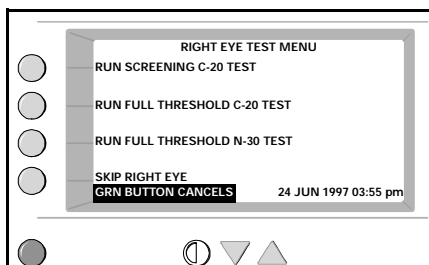 RIGHT EYE TEST MENU
RUN SCREENING C-20 TEST
RUN FULL THRESHOLD C-20 TEST
RUN FULL THRESHOLD N-30 TEST
SKIP RIGHT EYE
GRN BUTTON CANCELS 24 JUN 1997 03:55 pm